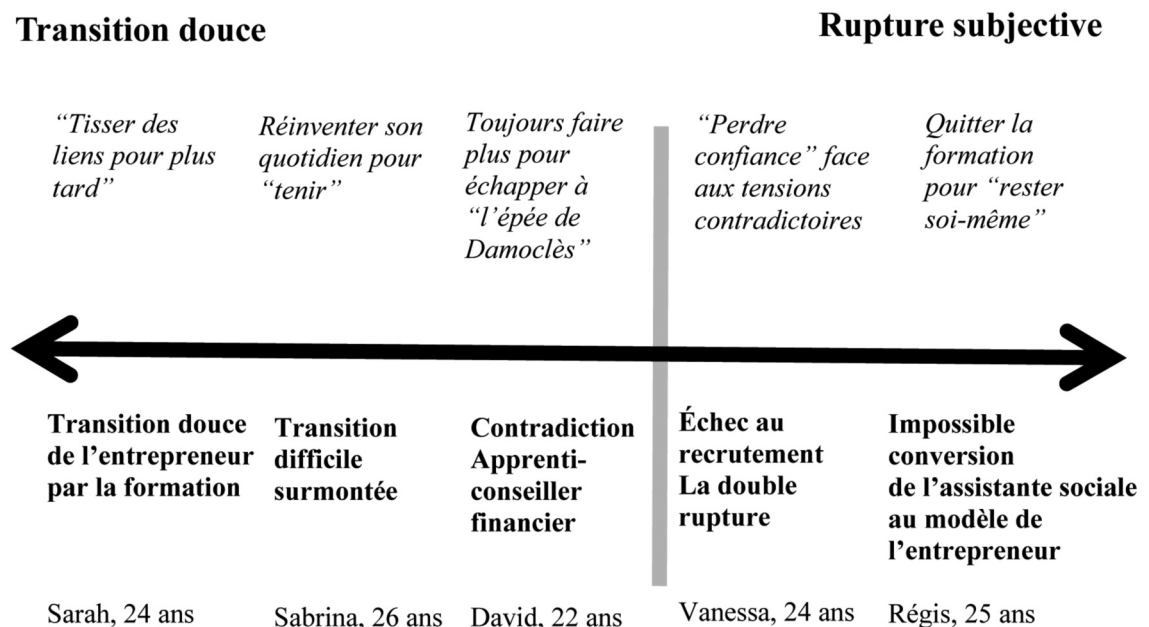 Transition douce
Rupture subjective
“Tisser des
liens pour plus
tard”
Réinventer son
quotidien pour
“tenir”
Toujours faire
plus pour
échapper à
“l’épée de
Damoclès”
“Perdre
confiance” face
aux tensions
contradictoires
Quitter la
formation
pour “rester
soi-même”
Transition douce
de l’entrepreneur
par la formation
Transition
difficile
surmontée
Contradiction
Apprenti-
conseiller
financier
Échec au
recrutement
La double
rupture
Impossible
conversion
de l’assistante sociale
au modèle de
l’entrepreneur
Sarah, 24 ans
Sabrina, 26 ans
David, 22 ans
Vanessa, 24 ans
Régis, 25 ans